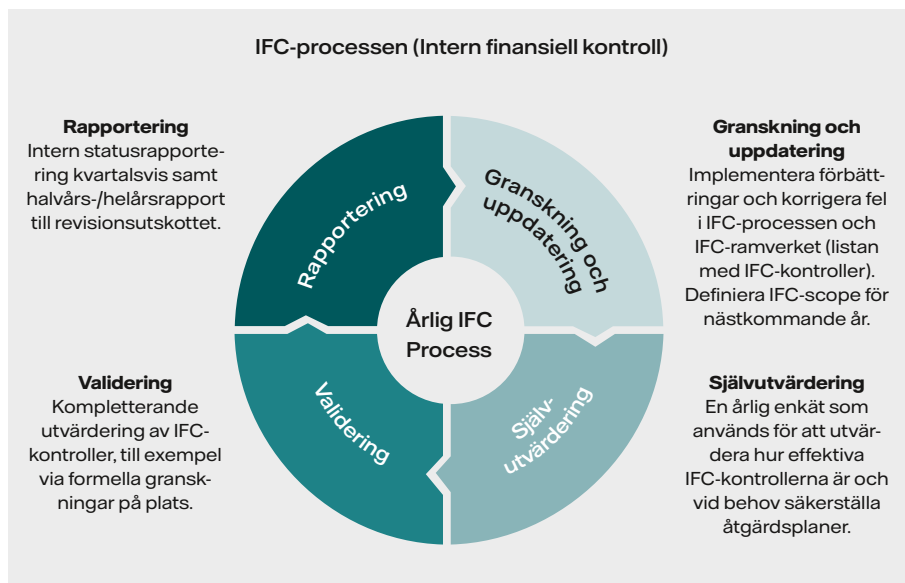 IFC-processen (Intern finansiell kontroll)
Rapportering
Intern statusrapporte-
ring kvartalsvis samt
halvårs-/helårsrapport
till revisionsutskottet.
Granskning och
uppdatering
Implementera förbätt-
ringar och korrigera fel
i IFC-processen och
IFC-ramverket (listan
med IFC-kontroller).
Definiera IFC-scope för
nästkommande år.
Rapportering
Granskning och
uppdatering
Årlig IFC
Process
Validering
Själv-
utvärdering
Validering
Kompletterande
utvärdering av IFC-
kontroller, till exempel
via formella gransk-
ningar på plats.
Självutvärdering
En årlig enkät som
används för att utvär-
dera hur effektiva
IFC-kontrollerna är och
vid behov säkerställa
åtgärdsplaner.